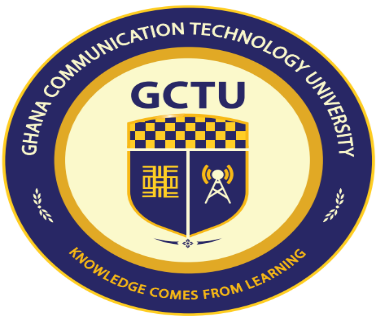 GHANA COMMUNICATION TECHNOLOGY UNIVERSITY
GCTU
KNOWLEDGE COMES FROM LEARNING